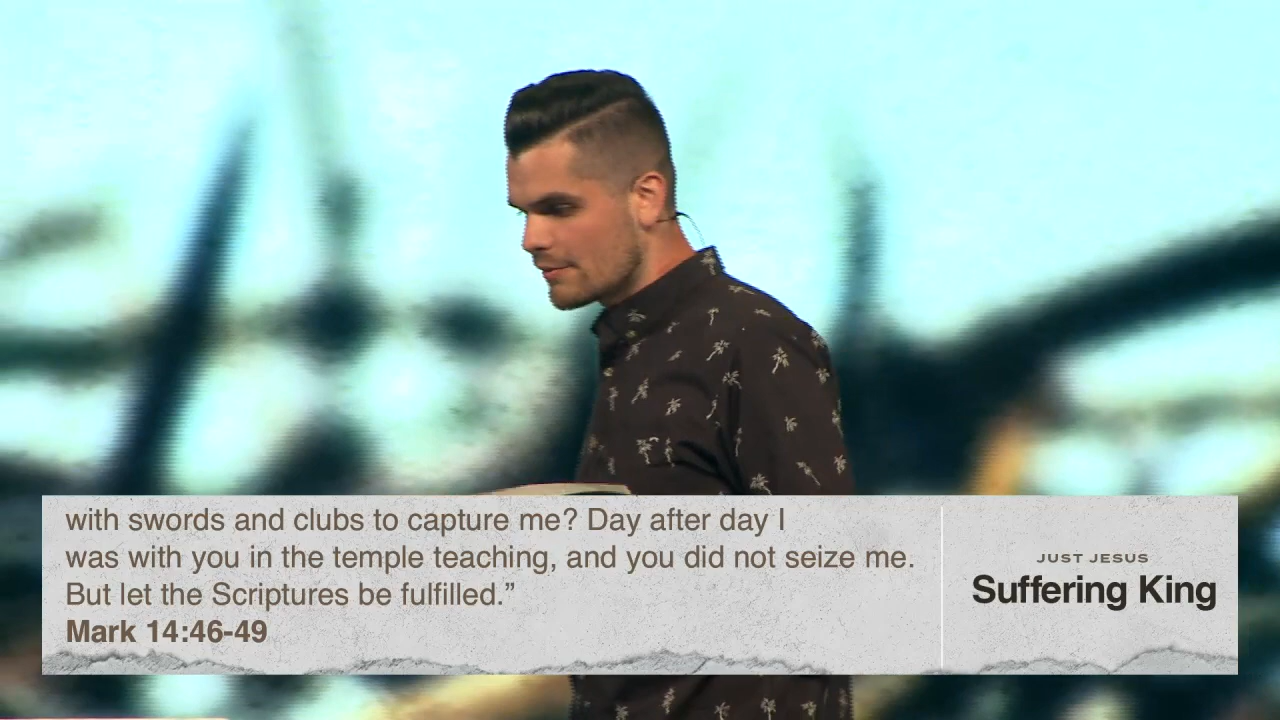 with swords and clubs to capture me? Day after day I
was with you in the temple teaching, and you did not seize me.
But let the Scriptures be fulfilled.”
Mark 14:46-49
JUST JESUS
Suffering King